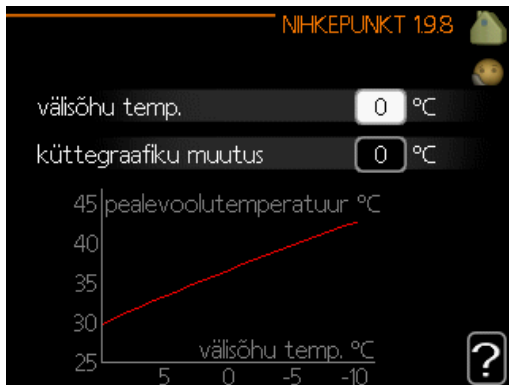 NIHKEPUNKT 1.9.8
välisõhu temp. 0 °C
küttegraafiku muutus 0 °C
45 pealevoolutemperatuur °C
40
35
30
välisõhu temp. °C
25
5 0 -5 -10
?